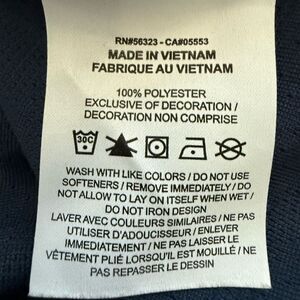 RN#56323 - CA#05553
MADE IN VIETNAM
FABRIQUE AU VIETNAM
100% POLYESTER
EXCLUSIVE OF DECORATION /
DECORATION NON COMPRISE
30C
WASH WITH LIKE COLORS / DO NOT USE
SOFTENERS / REMOVE IMMEDIATELY / DO
NOT ALLOW TO LAY ON ITSELF WHEN WET /
DO NOT IRON DESIGN
LAVER AVEC COULEURS SIMILAIRES / NE PAS
UTILISER D'ADOUCISSEUR / ENLEVER
IMMEDIATEMENT / NE PAS LAISSER LE
VÊTEMENT PLIÉ LORSQU'IL EST MOUILLÉ / NE
PAS REPASSER LE DESSIN